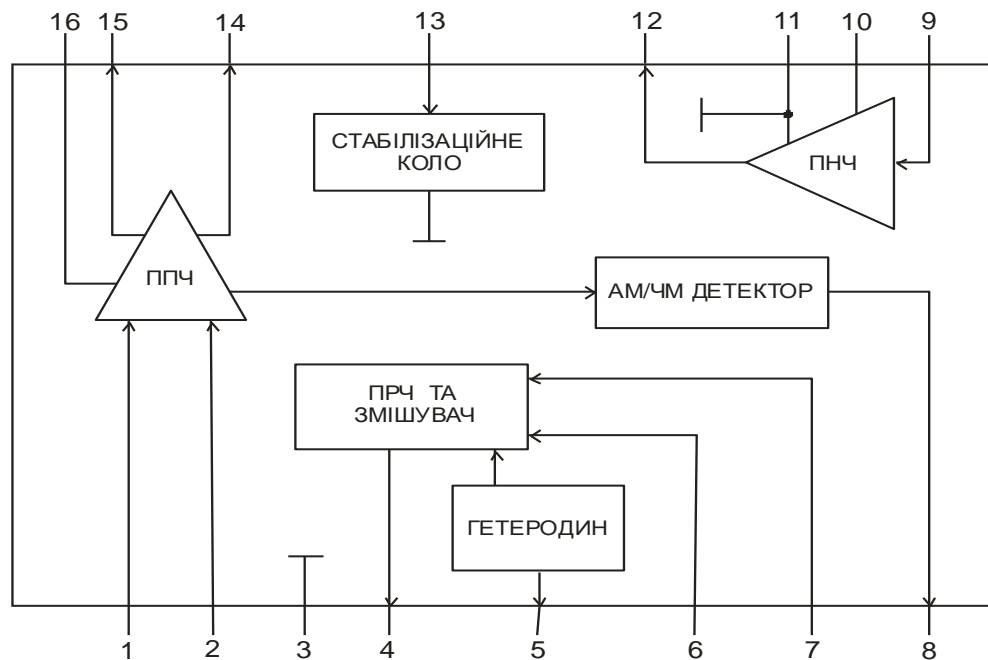 16 15 14 13 12 11 10 9
СТАБІЛІЗАЦІЙНЕ
КОЛО
ПНЧ
ППЧ
АМ/ЧМ ДЕТЕКТОР
ПРЧ ТА
ЗМІШУВАЧ
ГЕТЕРОДИН
1 2 3 4 5 6 7 8